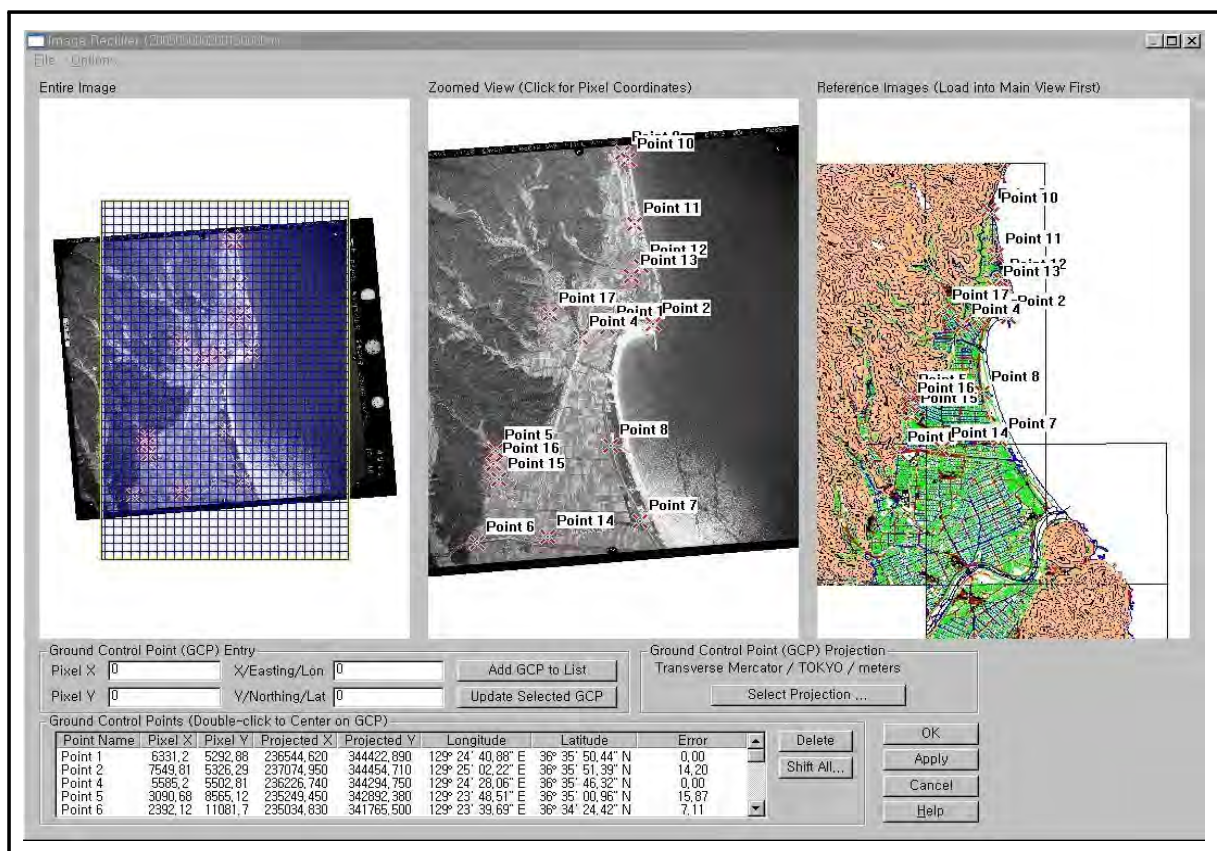 Image Rectifier
File Options
Entire Image
Zoomed View (Click for Pixel Coordinates)
Reference Images (Load into Main View First)
Point 10
Point 11
Point 12
Point 13
Point 17
Point 1
Point 2
Point 4
Point 5
Point 8
Point 16
Point 15
Point 7
Point 6
Point 14
Point 10
Point 11
Point 13
Point 17
Point 2
Point 4
Point 8
Point 16
Point 15
Point 7
Point 14
Ground Control Point (GCP) Entry
Pixel X 0 X/Easting/Lon 0 Add GCP to List
Pixel Y 0 Y/Northing/Lat 0 Update Selected GCP
Ground Control Point (GCP) Projection
Transverse Mercator / TOKYO / meters
Select Projection ...
Ground Control Points (Double-click to Center on GCP)
Point Name Pixel X Pixel Y Projected X Projected Y Longitude Latitude Error
Point 1 6331,2 5292,88 236544,620 344422,890 129° 24' 40,88" E 36° 35' 50,44" N 0,00
Point 2 7549,81 5326,29 237074,950 344454,710 129° 25' 02,22" E 36° 35' 51,39" N 14,20
Point 4 5585,2 5502,81 236226,740 344294,750 129° 24' 28,06" E 36° 35' 46,32" N 0,00
Point 5 3090,68 8565,12 235249,450 342892,380 129° 23' 48,51" E 36° 35' 00,96" N 15,87
Point 6 2392,12 11081,7 235034,830 341765,500 129° 23' 39,69" E 36° 34' 24,42" N 7,11
Delete
Shift All...
OK
Apply
Cancel
Help